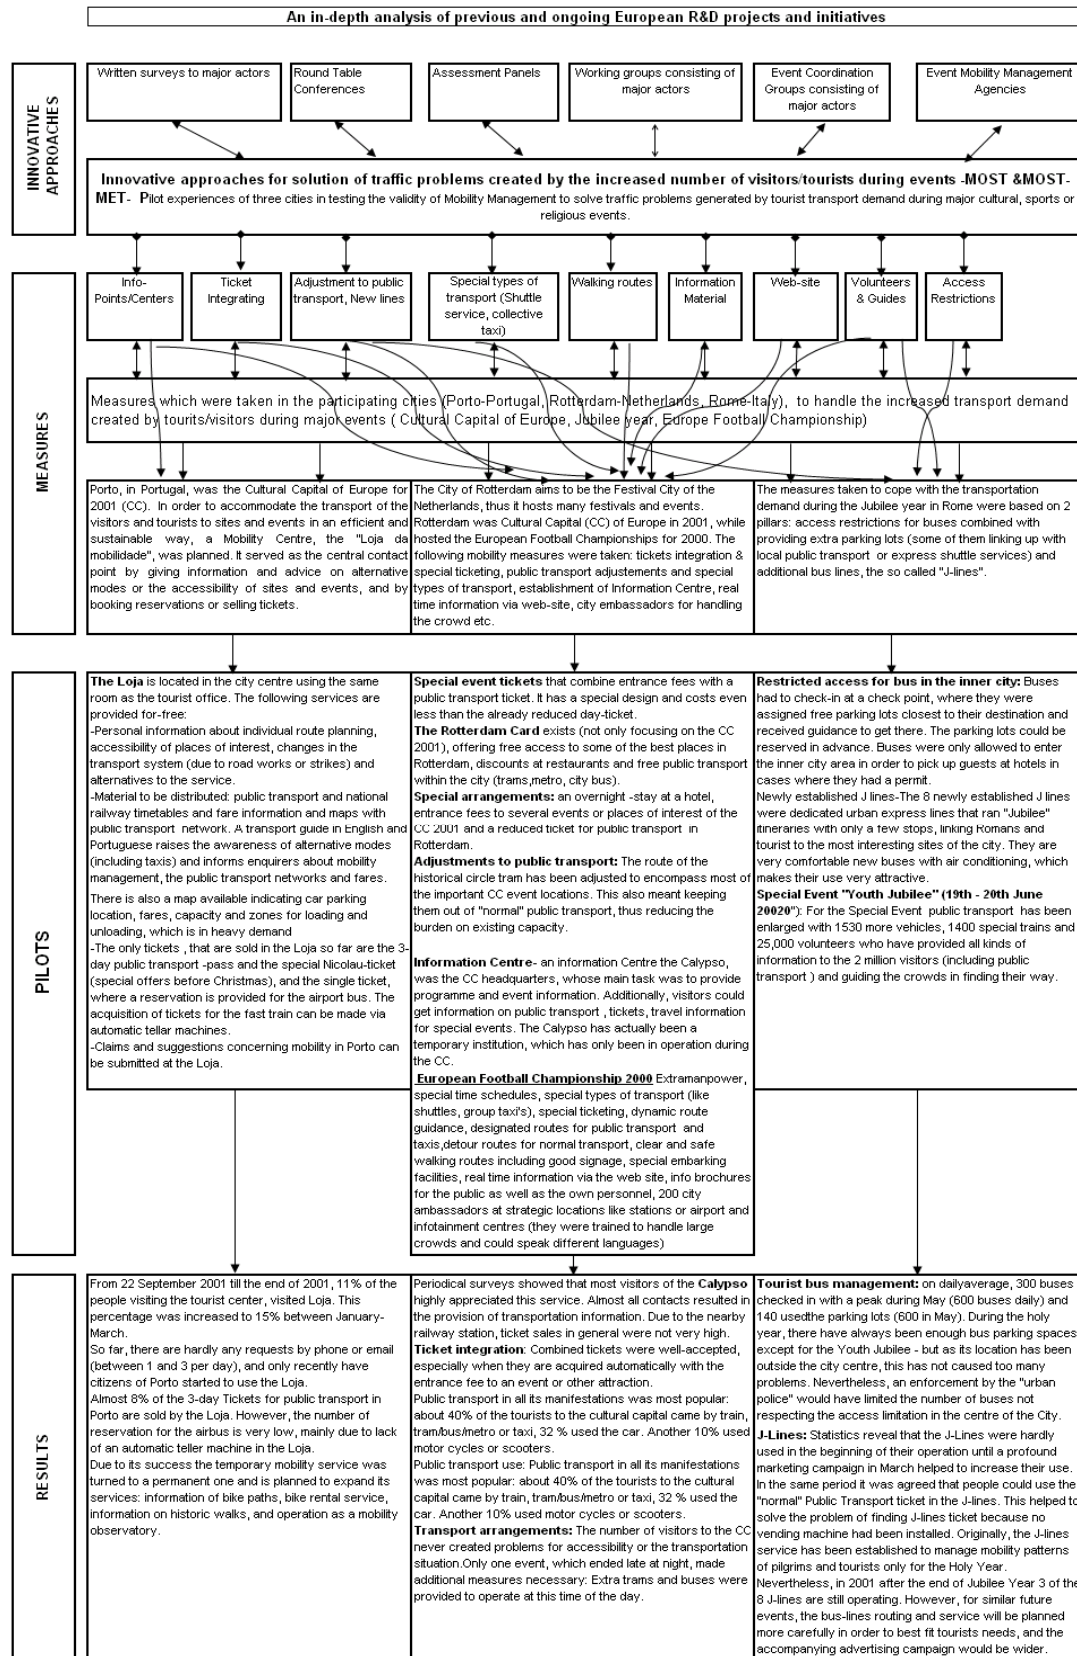 An in-depth analysis of previous and ongoing European R&D projects and initiatives
INNOVATIVE
APPROACHES
Written surveys to major actors
Round Table
Conferences
Assessment Panels
Working groups consisting of
major actors
Event Coordination
Groups consisting of
major actors
Event Mobility Management
Agencies
Innovative approaches for solution of traffic problems created by the increased number of visitors/tourists during events -MOST &MOST-
MET- Pilot experiences of three cities in testing the validity of Mobility Management to solve traffic problems generated by tourist transport demand during major cultural, sports or
religious events.
MEASURES
Info-
Points/Centers
Ticket
Integrating
Adjustment to public
transport, New lines
Special types of
transport (Shuttle
service, collective
taxi)
Walking routes
Information
Material
Web-site
Volunteers
& Guides
Access
Restrictions
Measures which were taken in the participating cities (Porto-Portugal, Rotterdam-Netherlands, Rome-Italy), to handle the increased transport demand
created by tourits/visitors during major events ( Cultural Capital of Europe, Jubilee year, Europe Football Championship)
Porto, in Portugal, was the Cultural Capital of Europe for
2001 (CC). In order to accommodate the transport of the
visitors and tourists to sites and events in an efficient and
sustainable way, a Mobility Centre, the "Loja da
mobilidade", was planned. It served as the central contact
point by giving information and advice on alternative
modes or the accessibility of sites and events, and by
booking reservations or selling tickets.
The City of Rotterdam aims to be the Festival City of the
Netherlands, thus it hosts many festivals and events.
Rotterdam was Cultural Capital (CC) of Europe in 2001, while
hosted the European Football Championships for 2000. The
following mobility measures were taken: tickets integration &
special ticketing, public transport adjustements and special
types of transport, establishment of Information Centre, real
time information via web-site, city embassadors for handling
the crowd etc.
The measures taken to cope with the transportation
demand during the Jubilee year in Rome were based on 2
pillars: access restrictions for buses combined with
providing extra parking lots (some of them linking up with
local public transport or express shuttle services) and
additional bus lines, the so called "J-lines".
PILOTS
The Loja is located in the city centre using the same
room as the tourist office. The following services are
provided for-free:
-Personal information about individual route planning,
accessibility of places of interest, changes in the
transport system (due to road works or strikes) and
alternatives to the service.
-Material to be distributed: public transport and national
railway timetables and fare information and maps with
public transport network. A transport guide in English and
Portuguese raises the awareness of alternative modes
(including taxis) and informs enquirers about mobility
management, the public transport networks and fares.
There is also a map available indicating car parking
location, fares, capacity and zones for loading and
unloading, which is in heavy demand
-The only tickets , that are sold in the Loja so far are the 3-
day public transport -pass and the special Nicolau-ticket
(special offers before Christmas), and the single ticket,
where a reservation is provided for the airport bus. The
acquisition of tickets for the fast train can be made via
automatic tellar machines.
-Claims and suggestions concerning mobility in Porto can
be submitted at the Loja.
Special event tickets that combine entrance fees with a
public transport ticket. It has a special design and costs even
less than the already reduced day-ticket.
The Rotterdam Card exists (not only focusing on the CC
2001), offering free access to some of the best places in
Rotterdam, discounts at restaurants and free public transport
within the city (trams,metro, city bus).
Special arrangements: an overnight -stay at a hotel,
entrance fees to several events or places of interest of the
CC 2001 and a reduced ticket for public transport in
Rotterdam.
Adjustments to public transport: The route of the
historical circle tram has been adjusted to encompass most of
the important CC event locations. This also meant keeping
them out of "normal" public transport, thus reducing the
burden on existing capacity.
Information Centre- an information Centre the Calypso,
was the CC headquarters, whose main task was to provide
programme and event information. Additionally, visitors could
get information on public transport , tickets, travel information
for special events. The Calypso has actually been a
temporary institution, which has only been in operation during
the CC.
European Football Championship 2000 Extramanpower,
special time schedules, special types of transport (like
shuttles, group taxi's), special ticketing, dynamic route
guidance, designated routes for public transport and
taxis,detour routes for normal transport, clear and safe
walking routes including good signage, special embarking
facilities, real time information via the web site, info brochures
for the public as well as the own personnel, 200 city
ambassadors at strategic locations like stations or airport and
infotainment centres (they were trained to handle large
crowds and could speak different languages)
Restricted access for bus in the inner city: Buses
had to check-in at a check point, where they were
assigned free parking lots closest to their destination and
received guidance to get there. The parking lots could be
reserved in advance. Buses were only allowed to enter
the inner city area in order to pick up guests at hotels in
cases where they had a permit.
Newly established J lines-The 8 newly established J lines
were dedicated urban express lines that ran "Jubilee"
itineraries with only a few stops, linking Romans and
tourist to the most interesting sites of the city. They are
very comfortable new buses with air conditioning, which
makes their use very attractive.
Special Event "Youth Jubilee" (19th - 20th June
20020"): For the Special Event public transport has been
enlarged with 1530 more vehicles, 1400 special trains and
25,000 volunteers who have provided all kinds of
information to the 2 million visitors (including public
transport ) and guiding the crowds in finding their way.
RESULTS
From 22 September 2001 till the end of 2001, 11% of the
people visiting the tourist center, visited Loja. This
percentage was increased to 15% between January-
March.
So far, there are hardly any requests by phone or email
(between 1 and 3 per day), and only recently have
citizens of Porto started to use the Loja.
Almost 8% of the 3-day Tickets for public transport in
Porto are sold by the Loja. However, the number of
reservation for the airbus is very low, mainly due to lack
of an automatic teller machine in the Loja.
Due to its success the temporary mobility service was
turned to a permanent one and is planned to expand its
services: information of bike paths, bike rental service,
information on historic walks, and operation as a mobility
observatory.
Periodical surveys showed that most visitors of the Calypso
highly appreciated this service. Almost all contacts resulted in
the provision of transportation information. Due to the nearby
railway station, ticket sales in general were not very high.
Ticket integration: Combined tickets were well-accepted,
especially when they are acquired automatically with the
entrance fee to an event or other attraction.
Public transport in all its manifestations was most popular:
about 40% of the tourists to the cultural capital came by train,
tram/bus/metro or taxi, 32 % used the car. Another 10% used
motor cycles or scooters.
Public transport use: Public transport in all its manifestations
was most popular: about 40% of the tourists to the cultural
capital came by train, tram/bus/metro or taxi, 32 % used the
car. Another 10% used motor cycles or scooters.
Transport arrangements: The number of visitors to the CC
never created problems for accessibility or the transportation
situation.Only one event, which ended late at night, made
additional measures necessary: Extra trams and buses were
provided to operate at this time of the day.
Tourist bus management: on dailyaverage, 300 buses
checked in with a peak during May (600 buses daily) and
140 usedthe parking lots (600 in May). During the holy
year, there have always been enough bus parking spaces
except for the Youth Jubilee - but as its location has been
outside the city centre, this has not caused too many
problems. Nevertheless, an enforcement by the "urban
police" would have limited the number of buses not
respecting the access limitation in the centre of the City.
J-Lines: Statistics reveal that the J-Lines were hardly
used in the beginning of their operation until a profound
marketing campaign in March helped to increase their use.
In the same period it was agreed that people could use the
"normal" Public Transport ticket in the J-lines. This helped to
solve the problem of finding J-lines ticket because no
vending machine had been installed. Originally, the J-lines
service has been established to manage mobility patterns
of pilgrims and tourists only for the Holy Year.
Nevertheless, in 2001 after the end of Jubilee Year 3 of the
8 J-lines are still operating. However, for similar future
events, the bus-lines routing and service will be planned
more carefully in order to best fit tourists needs, and the
accompanying advertising campaign would be wider.